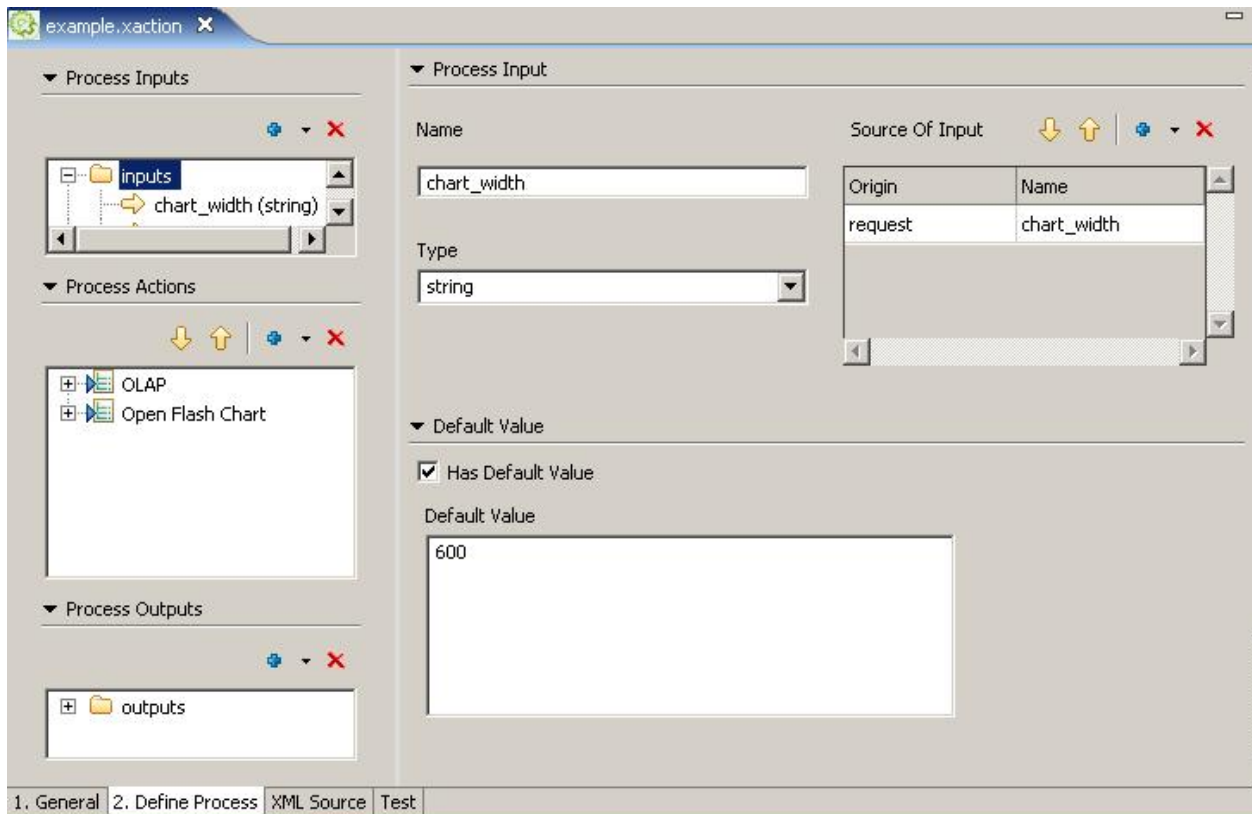 example.xaction
Process Inputs
inputs
chart_width (string)
Process Actions
OLAP
Open Flash Chart
Process Outputs
outputs
Process Input
Name
chart_width
Type
string
Source Of Input
Origin Name
request chart_width
Default Value
Has Default Value
Default Value
600
1. General 2. Define Process XML Source Test